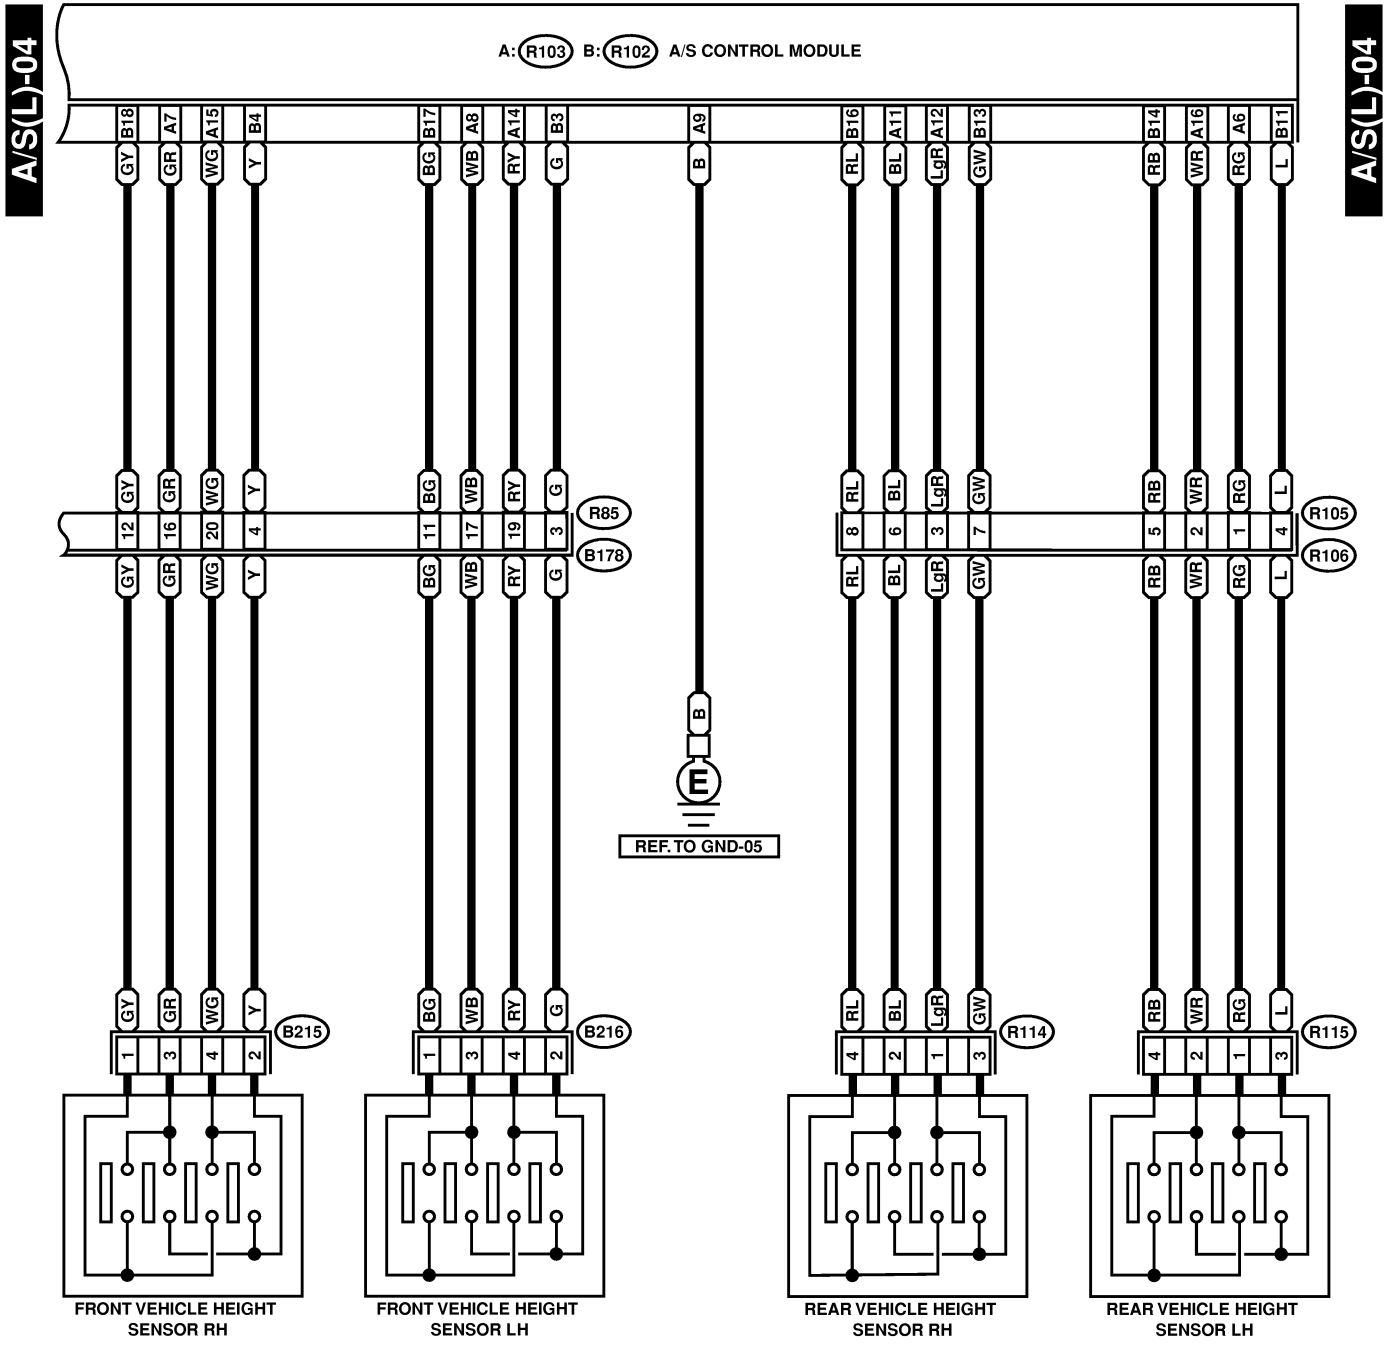 A/S(L)-04
A/S(L)-04
A: R103 B: R102 A/S CONTROL MODULE
B18 A7 A15 B4 B17 A8 A14 B3 A9 B16 A11 A12 B13 B14 A16 A6 B11
GY GR WG Y BG WB RY G B RL BL LgR GW RB WR RG L
GY GR WG Y BG WB RY G RL BL LgR GW RB WR RG L
12 16 20 4 11 17 19 3 R85 8 6 3 7 5 2 1 4 R105
B178 R106
GY GR WG Y BG WB RY G RL BL LgR GW RB WR RG L
B
E
REF. TO GND-05
GY GR WG Y BG WB RY G RL BL LgR GW RB WR RG L
B215 B216 R114 R115
1 3 4 2 1 3 4 2 4 2 1 3 4 2 1 3
FRONT VEHICLE HEIGHT
SENSOR RH
FRONT VEHICLE HEIGHT
SENSOR LH
REAR VEHICLE HEIGHT
SENSOR RH
REAR VEHICLE HEIGHT
SENSOR LH